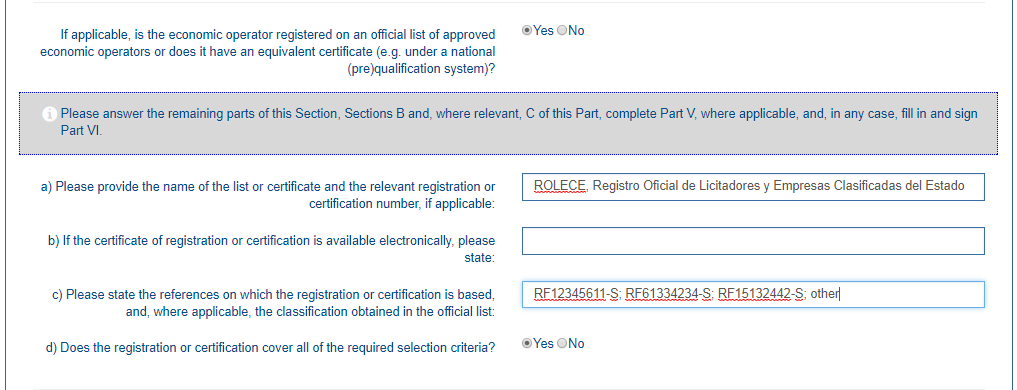 If applicable, is the economic operator registered on an official list of approved
economic operators or does it have an equivalent certificate (e.g. under a national
(pre)qualification system)?
Yes No
Please answer the remaining parts of this Section, Sections B and, where relevant, C of this Part, complete Part V, where applicable, and, in any case, fill in and sign
Part VI.
a) Please provide the name of the list or certificate and the relevant registration or
certification number, if applicable:
ROLECE, Registro Oficial de Licitadores y Empresas Clasificadas del Estado
b) If the certificate of registration or certification is available electronically, please
state:
c) Please state the references on which the registration or certification is based,
and, where applicable, the classification obtained in the official list:
RF12345611-S; RF61334234-S; RF15132442-S; other
d) Does the registration or certification cover all of the required selection criteria?
Yes No